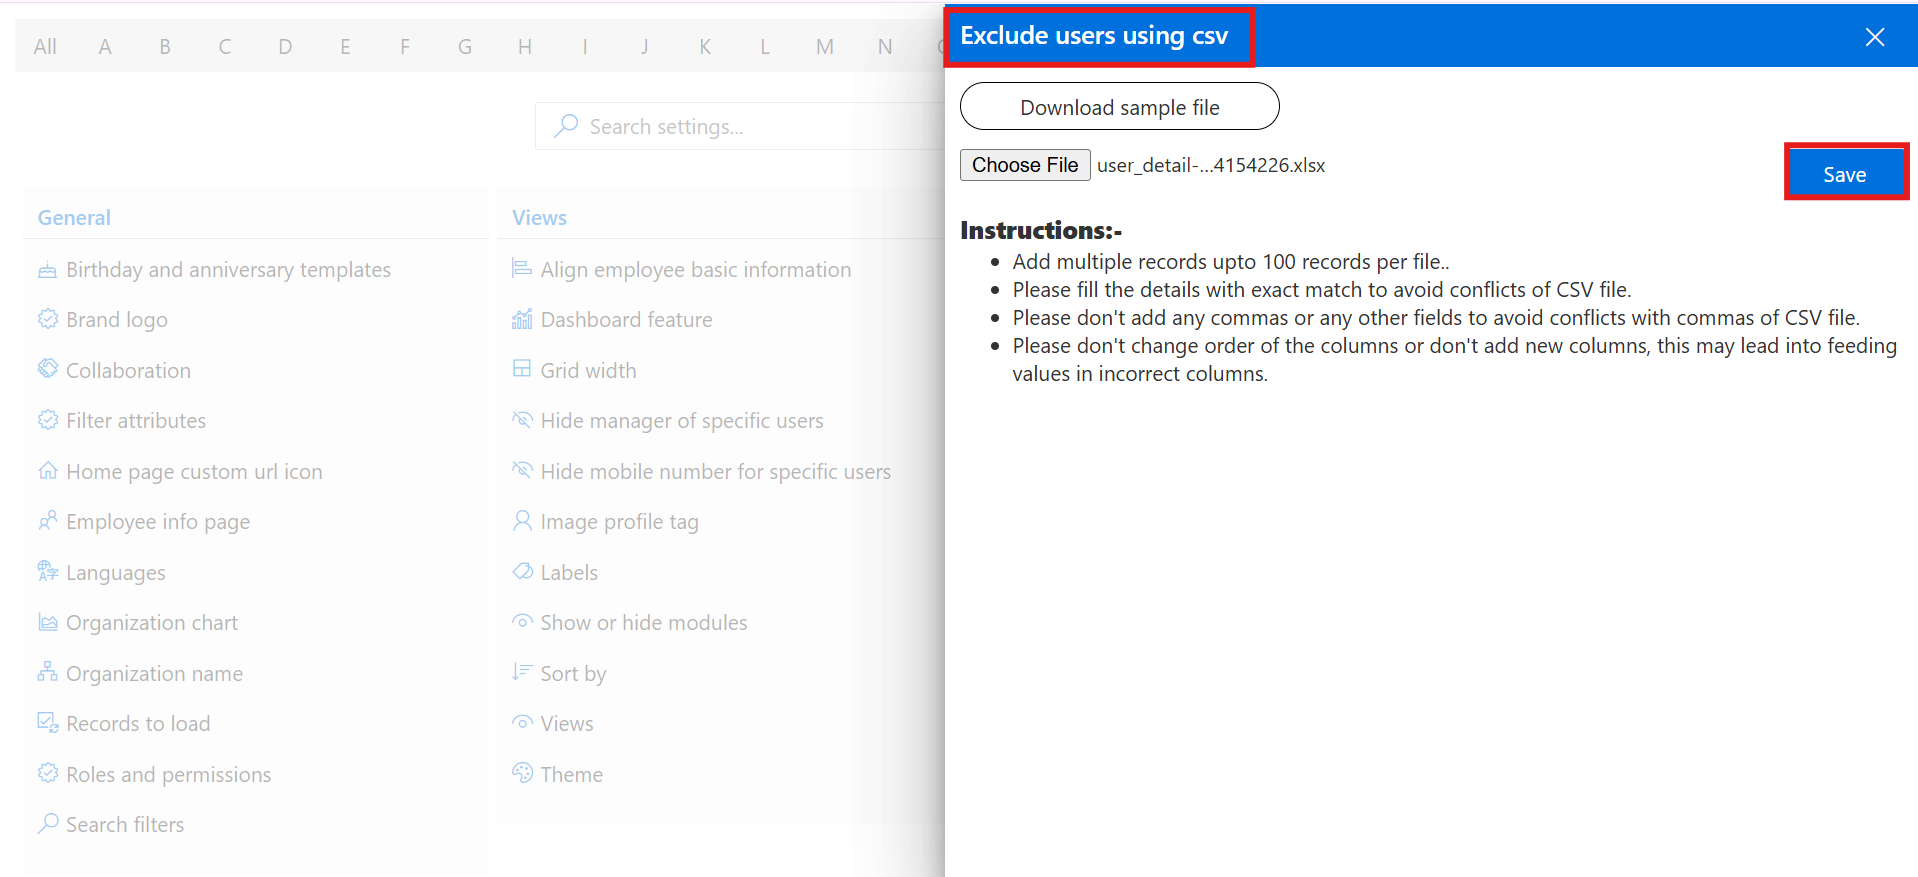 All A B C D E F G H I J K L M N
Search settings...
General
Birthday and anniversary templates
Brand logo
Collaboration
Filter attributes
Home page custom url icon
Employee info page
Languages
Organization chart
Organization name
Records to load
Roles and permissions
Search filters
Views
Align employee basic information
Dashboard feature
Grid width
Hide manager of specific users
Hide mobile number for specific users
Image profile tag
Labels
Show or hide modules
Sort by
Views
Theme
Exclude users using csv
Download sample file
Choose File user_detail-...4154226.xlsx
Save
Instructions:-
Add multiple records upto 100 records per file..
Please fill the details with exact match to avoid conflicts of CSV file.
Please don't add any commas or any other fields to avoid conflicts with commas of CSV file.
Please don't change order of the columns or don't add new columns, this may lead into feeding
values in incorrect columns.